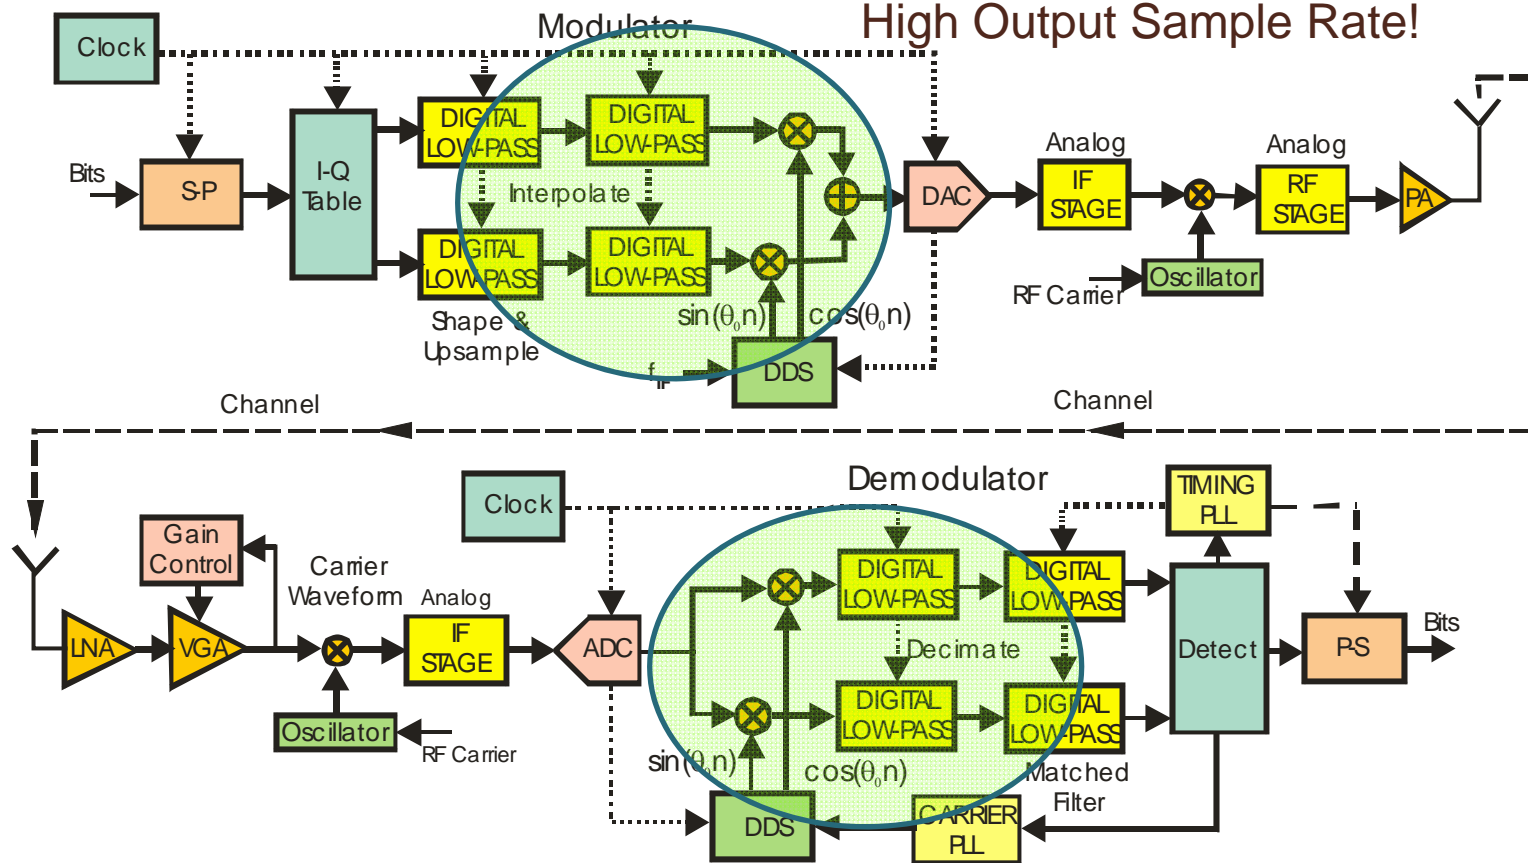 High Output Sample Rate!
Modulator
Clock
DIGITAL
LOW-PASS
DIGITAL
LOW-PASS
Bits
S-P
I-Q
Table
Interpolate
DAC
Analog
IF
STAGE
Analog
RF
STAGE
PA
DIGITAL
LOW-PASS
DIGITAL
LOW-PASS
RF Carrier
Oscillator
Shape &
Upsample
sin(θ₀n)
cos(θ₀n)
fIF
DDS
Channel
Channel
Demodulator
Clock
TIMING
PLL
Gain
Control
Carrier
Waveform
Analog
IF
STAGE
LNA
VGA
ADC
DIGITAL
LOW-PASS
DIGITAL
LOW-PASS
Decimate
Detect
P-S
Bits
DIGITAL
LOW-PASS
DIGITAL
LOW-PASS
Oscillator
RF Carrier
sin(θ₀n)
cos(θ₀n)
Matched
Filter
DDS
CARRIER
PLL